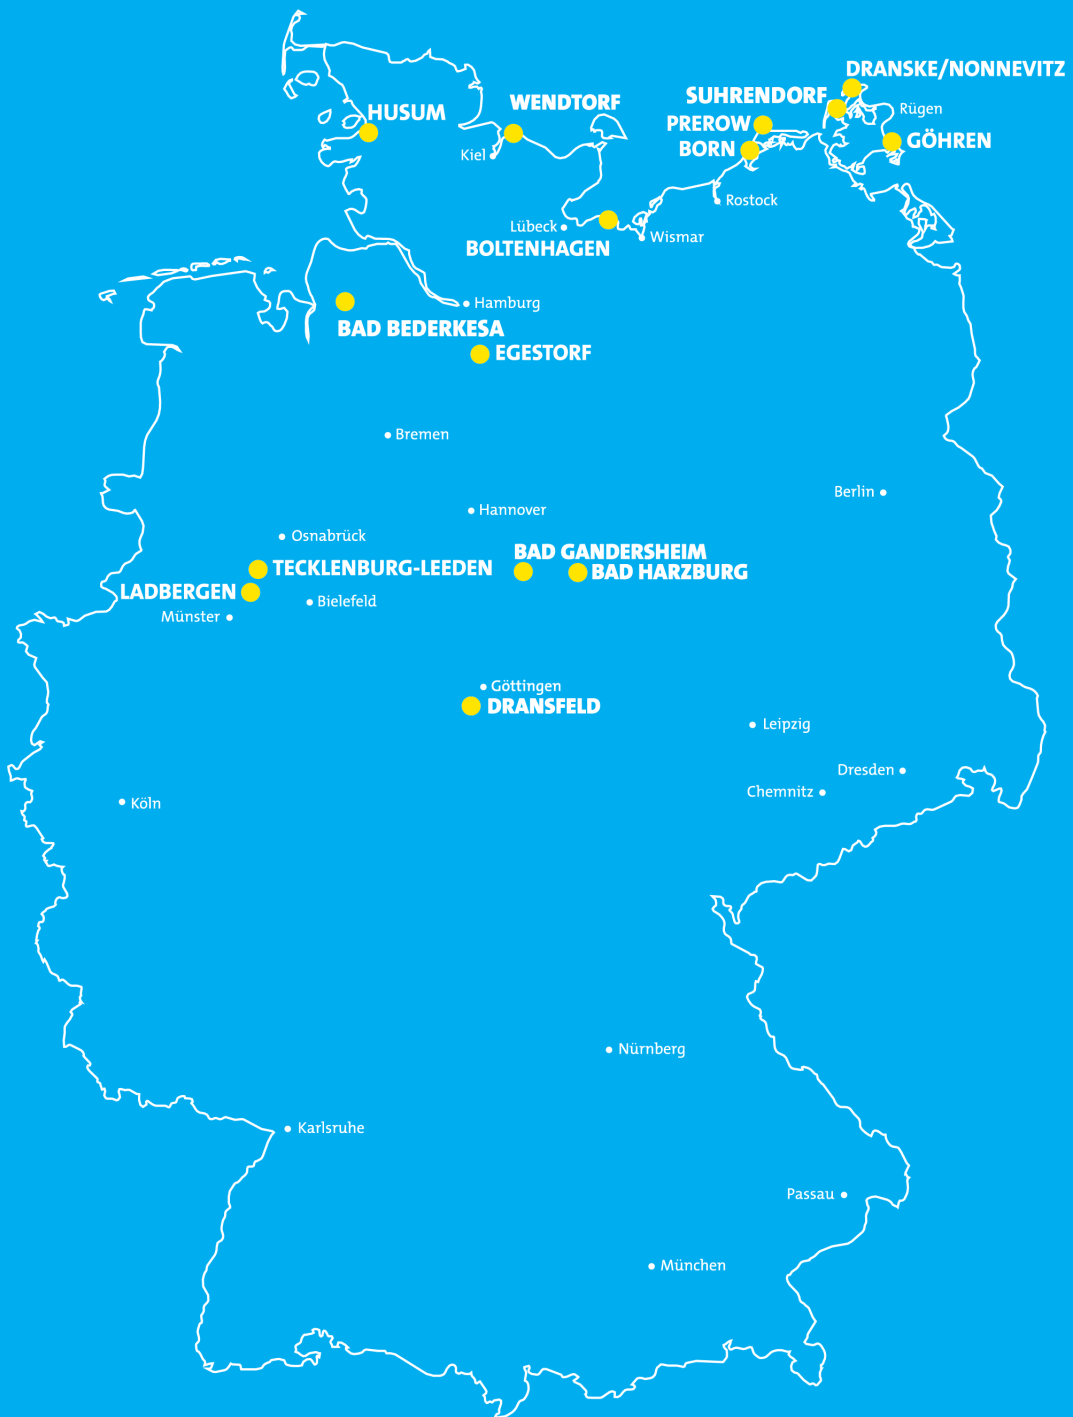 DRANSKE/NONNEVITZ
SUHRENDORF
WENDTORF
HUSUM
Rügen
PREROW
GÖHREN
BORN
Kiel
Rostock
Lübeck
Wismar
BOLTENHAGEN
Hamburg
BAD BEDERKESA
EGESTORF
Bremen
Berlin
Hannover
Osnabrück
BAD GANDERSHEIM
TECKLENBURG-LEEDEN
BAD HARZBURG
LADBERGEN
Bielefeld
Münster
Göttingen
DRANSFELD
Leipzig
Dresden
Chemnitz
Köln
Nürnberg
Karlsruhe
Passau
München